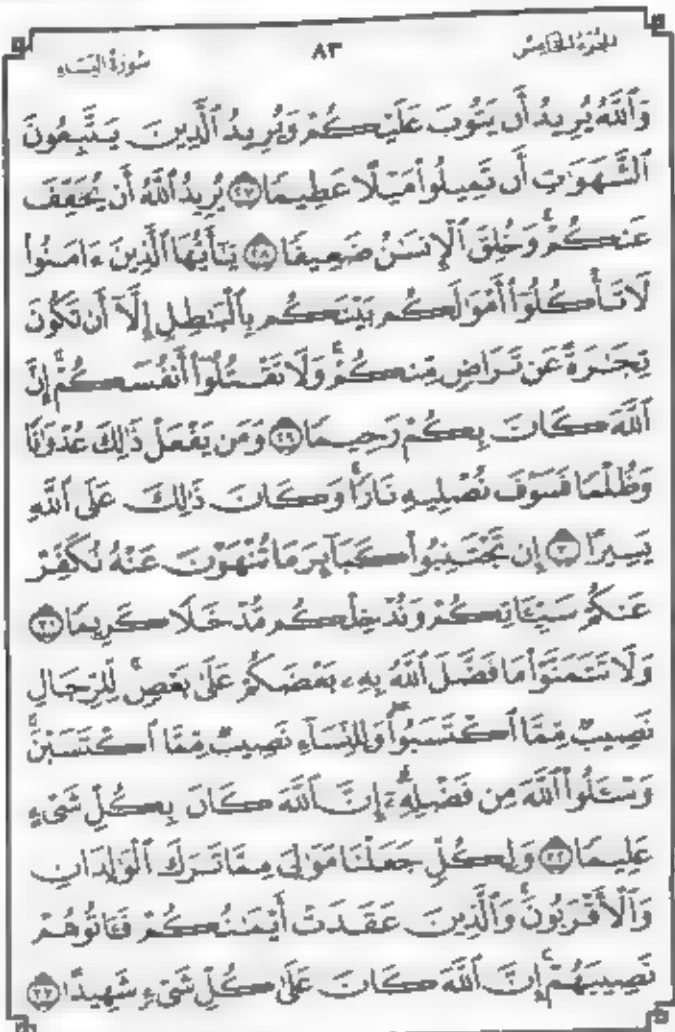 الجزء الخامس ٨٣ سورة النساء
وَٱللَّهُ يُرِيدُ أَن يَتُوبَ عَلَيْكُمْ وَيُرِيدُ ٱلَّذِينَ يَتَّبِعُونَ
ٱلشَّهَوَٰتِ أَن تَمِيلُوا۟ مَيْلًا عَظِيمًا ٢٧ يُرِيدُ ٱللَّهُ أَن يُخَفِّفَ
عَنكُمْ ۚ وَخُلِقَ ٱلْإِنسَٰنُ ضَعِيفًا ٢٨ يَٰٓأَيُّهَا ٱلَّذِينَ ءَامَنُوا۟
لَا تَأْكُلُوٓا۟ أَمْوَٰلَكُم بَيْنَكُم بِٱلْبَٰطِلِ إِلَّآ أَن تَكُونَ
تِجَٰرَةً عَن تَرَاضٍ مِّنكُمْ ۚ وَلَا تَقْتُلُوٓا۟ أَنفُسَكُمْ ۚ إِنَّ
ٱللَّهَ كَانَ بِكُمْ رَحِيمًا ٢٩ وَمَن يَفْعَلْ ذَٰلِكَ عُدْوَٰنًا
وَظُلْمًا فَسَوْفَ نُصْلِيهِ نَارًا ۚ وَكَانَ ذَٰلِكَ عَلَى ٱللَّهِ
يَسِيرًا ٣٠ إِن تَجْتَنِبُوا۟ كَبَآئِرَ مَا تُنْهَوْنَ عَنْهُ نُكَفِّرْ
عَنكُمْ سَيِّـَٔاتِكُمْ وَنُدْخِلْكُم مُّدْخَلًا كَرِيمًا ٣١
وَلَا تَتَمَنَّوْا۟ مَا فَضَّلَ ٱللَّهُ بِهِۦ بَعْضَكُمْ عَلَىٰ بَعْضٍ ۚ لِّلرِّجَالِ
نَصِيبٌ مِّمَّا ٱكْتَسَبُوا۟ ۖ وَلِلنِّسَآءِ نَصِيبٌ مِّمَّا ٱكْتَسَبْنَ ۚ
وَسْـَٔلُوا۟ ٱللَّهَ مِن فَضْلِهِۦٓ ۗ إِنَّ ٱللَّهَ كَانَ بِكُلِّ شَىْءٍ
عَلِيمًا ٣٢ وَلِكُلٍّ جَعَلْنَا مَوَٰلِىَ مِمَّا تَرَكَ ٱلْوَٰلِدَانِ
وَٱلْأَقْرَبُونَ ۚ وَٱلَّذِينَ عَقَدَتْ أَيْمَٰنُكُمْ فَـَٔاتُوهُمْ
نَصِيبَهُمْ ۚ إِنَّ ٱللَّهَ كَانَ عَلَىٰ كُلِّ شَىْءٍ شَهِيدًا ٣٣